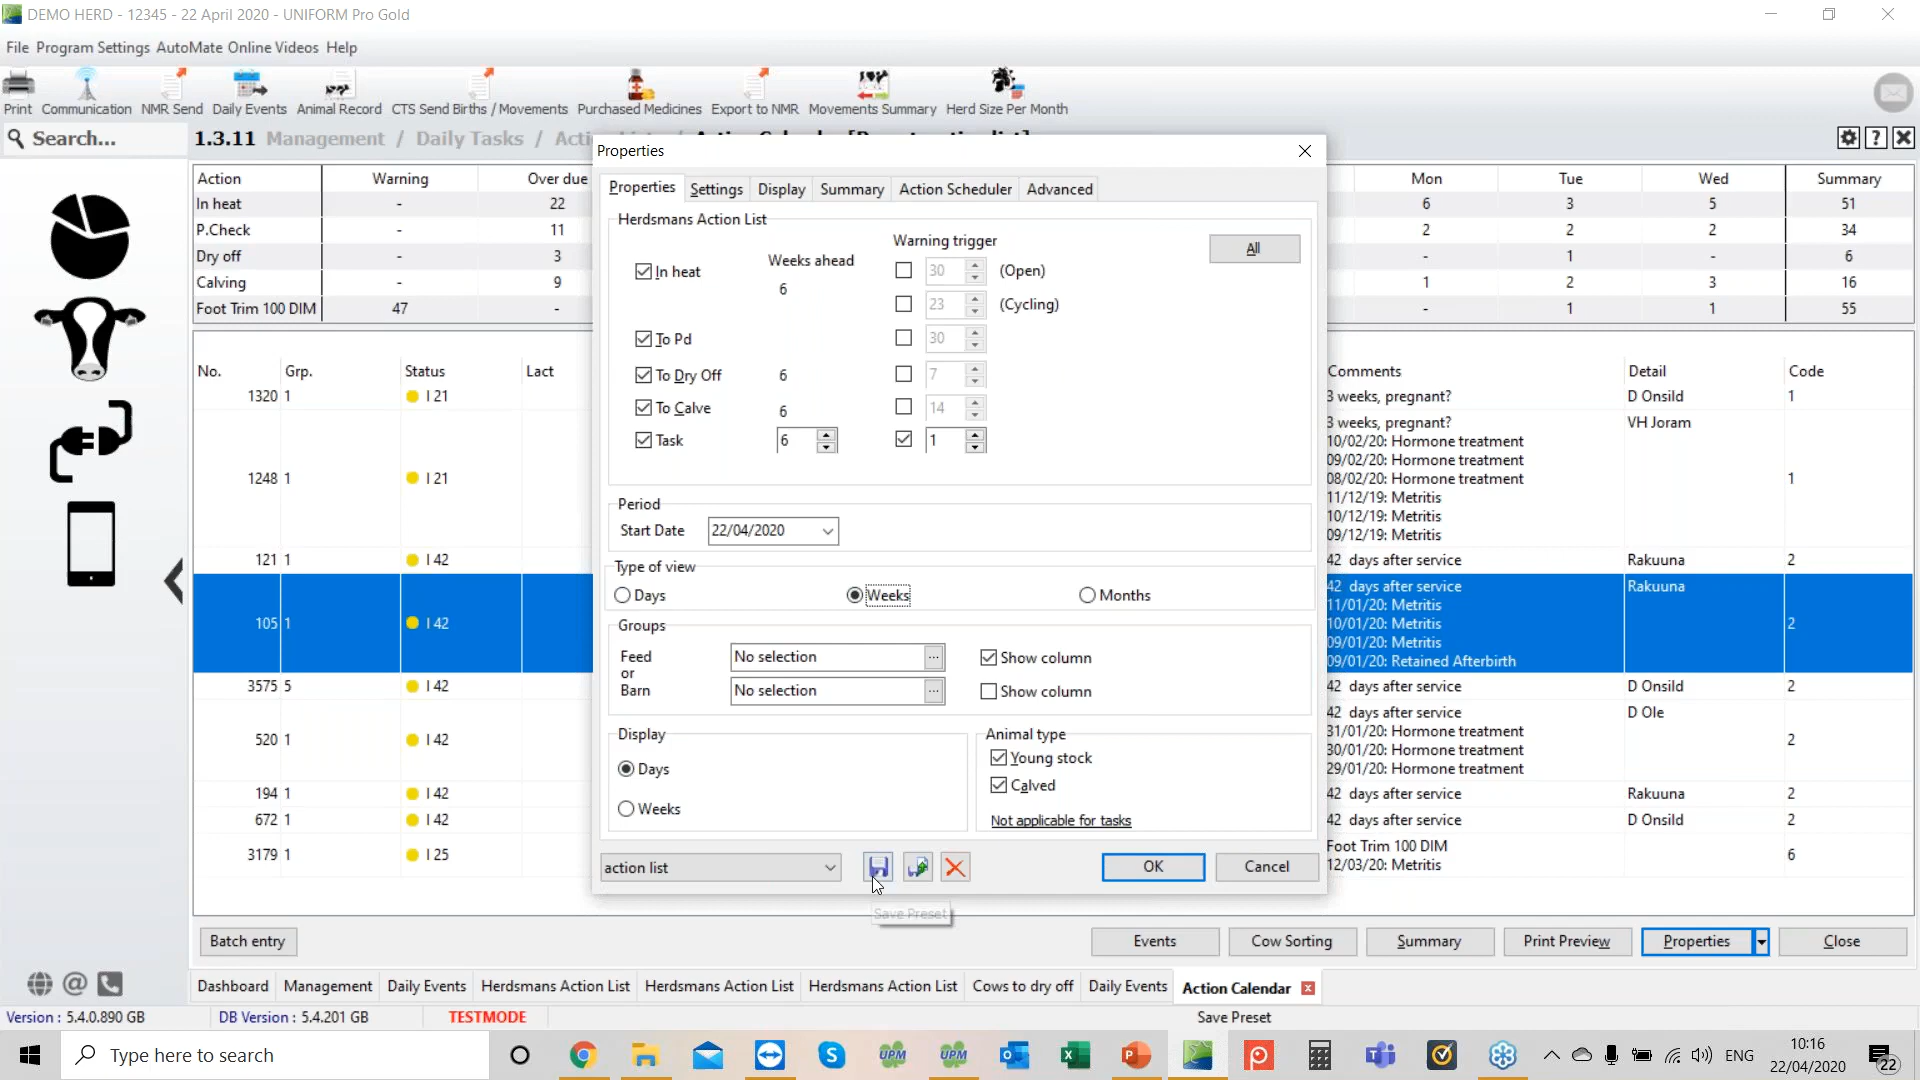 DEMO HERD - 12345 - 22 April 2020 - UNIFORM Pro Gold
File Program Settings AutoMate Online Videos Help
Print Communication NMR Send Daily Events Animal Record CTS Send Births / Movements Purchased Medicines Export to NMR Movements Summary Herd Size Per Month
Search... 1.3.11 Management / Daily Tasks /
Action Warning Over due Mon Tue Wed Summary
In heat - 22 6 3 5 51
P.Check - 11 2 2 2 34
Dry off - 3 - 1 - 6
Calving - 9 1 2 3 16
Foot Trim 100 DIM 47 - - 1 1 55
No. Grp. Status Lact Comments Detail Code
1320 1 I 21 3 weeks, pregnant? D Onsild 1
1248 1 I 21 3 weeks, pregnant? VH Joram 1
10/02/20: Hormone treatment
09/02/20: Hormone treatment
08/02/20: Hormone treatment
11/12/19: Metritis
10/12/19: Metritis
09/12/19: Metritis
121 1 I 42 42 days after service Rakuuna 2
105 1 I 42 42 days after service Rakuuna 2
11/01/20: Metritis
10/01/20: Metritis
09/01/20: Metritis
09/01/20: Retained Afterbirth
3575 5 I 42 42 days after service D Onsild 2
520 1 I 42 42 days after service D Ole 2
31/01/20: Hormone treatment
30/01/20: Hormone treatment
29/01/20: Hormone treatment
194 1 I 42 42 days after service Rakuuna 2
672 1 I 42 42 days after service D Onsild 2
3179 1 I 25 Foot Trim 100 DIM 6
12/03/20: Metritis
Properties
Properties Settings Display Summary Action Scheduler Advanced
Herdsmans Action List
Weeks ahead Warning trigger All
In heat 6 30 (Open)
23 (Cycling)
To Pd 30
To Dry Off 6 7
To Calve 6 14
Task 6 1
Period
Start Date 22/04/2020
Type of view
Days Weeks Months
Groups
Feed No selection ... Show column
or
Barn No selection ... Show column
Display
Days
Weeks
Animal type
Young stock
Calved
Not applicable for tasks
action list OK Cancel
Save Preset
Batch entry Events Cow Sorting Summary Print Preview Properties Close
Dashboard Management Daily Events Herdsmans Action List Herdsmans Action List Herdsmans Action List Cows to dry off Daily Events Action Calendar
Version : 5.4.0.890 GB DB Version : 5.4.201 GB TESTMODE Save Preset
Type here to search UPM UPM ENG 10:16
22/04/2020 22